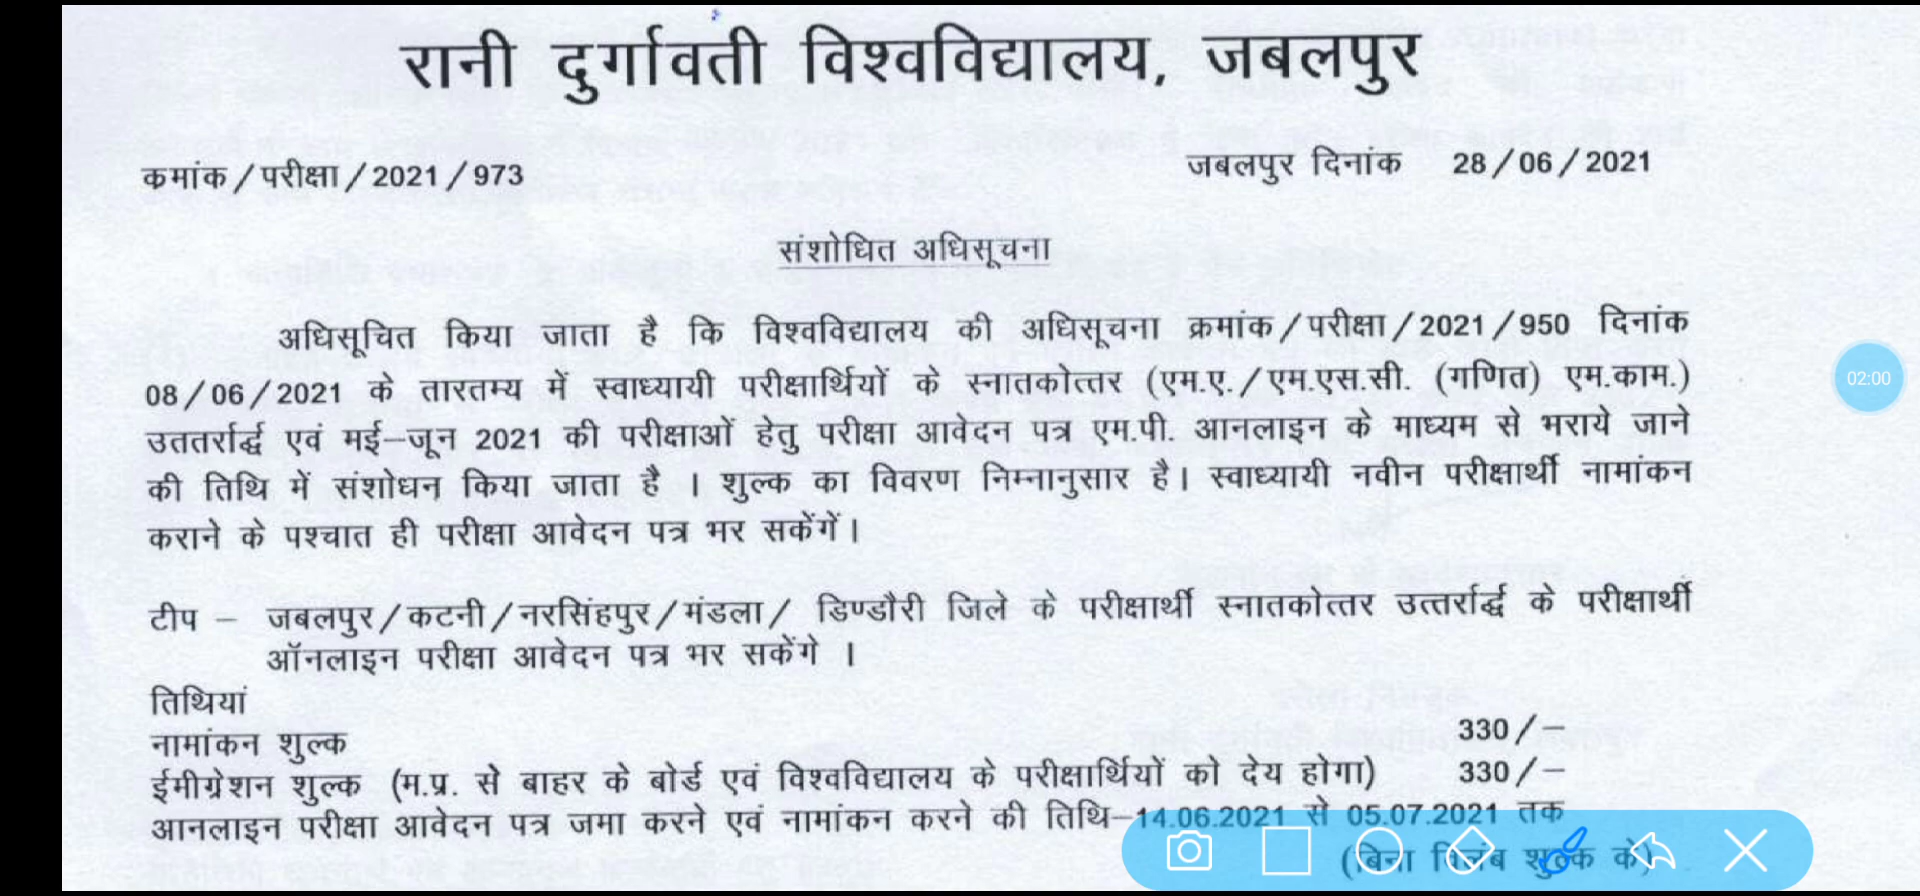 रानी दुर्गावती विश्वविद्यालय, जबलपुर
कमांक/परीक्षा/2021/973 जबलपुर दिनांक 28/06/2021
संशोधित अधिसूचना
अधिसूचित किया जाता है कि विश्वविद्यालय की अधिसूचना क्रमांक/परीक्षा/2021/950 दिनांक
08/06/2021 के तारतम्य में स्वाध्यायी परीक्षार्थियों के स्नातकोत्तर (एम.ए./एम.एस.सी. (गणित) एम.काम.)
उततर्रार्द्ध एवं मई–जून 2021 की परीक्षाओं हेतु परीक्षा आवेदन पत्र एम.पी. आनलाइन के माध्यम से भराये जाने
की तिथि में संशोधन किया जाता है । शुल्क का विवरण निम्नानुसार है। स्वाध्यायी नवीन परीक्षार्थी नामांकन
कराने के पश्चात ही परीक्षा आवेदन पत्र भर सकेंगें।
टीप – जबलपुर/कटनी/नरसिंहपुर/मंडला/ डिण्डौरी जिले के परीक्षार्थी स्नातकोत्तर उत्तर्रार्द्ध के परीक्षार्थी
ऑनलाइन परीक्षा आवेदन पत्र भर सकेंगे ।
तिथियां
नामांकन शुल्क 330/–
ईमीग्रेशन शुल्क (म.प्र. से बाहर के बोर्ड एवं विश्वविद्यालय के परीक्षार्थियों को देय होगा) 330/–
आनलाइन परीक्षा आवेदन पत्र जमा करने एवं नामांकन करने की तिथि–14.06.2021 से 05.07.2021 तक
(बिना विलंब शुल्क के)
02:00